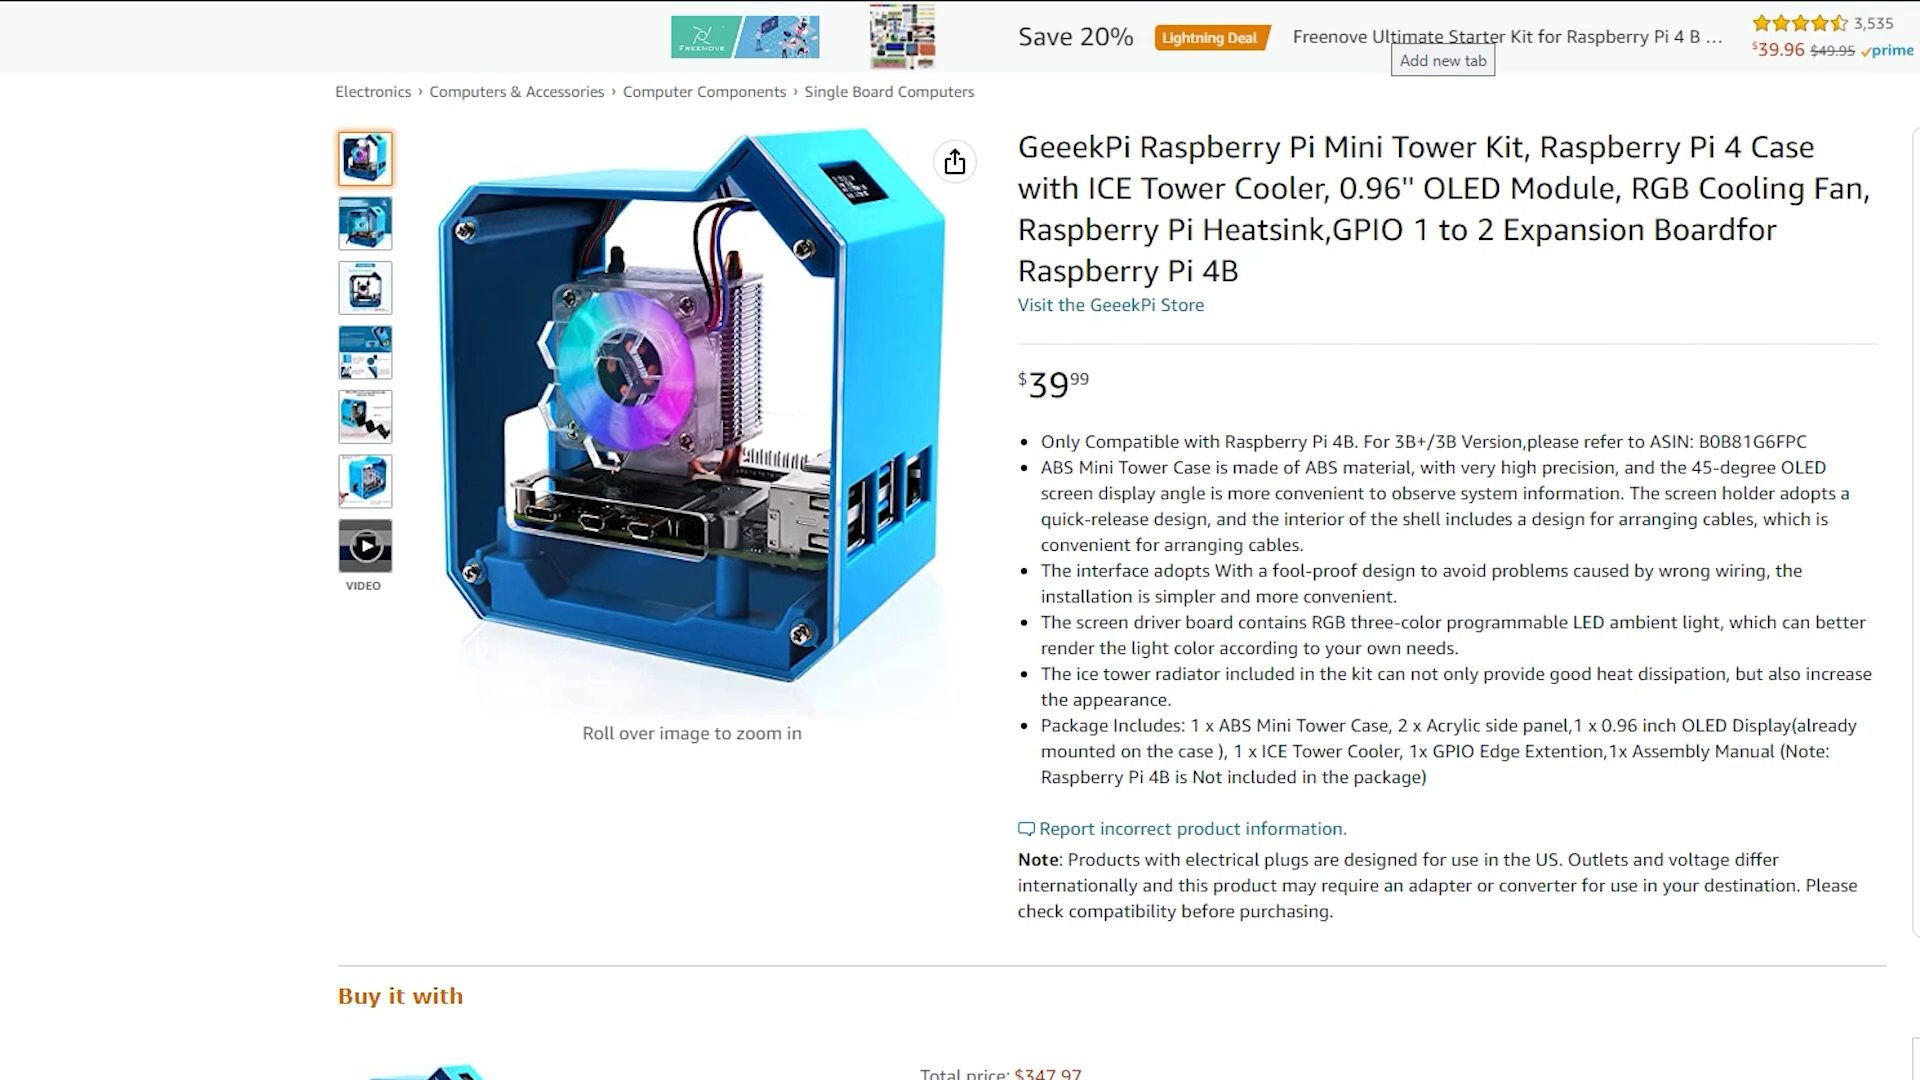 FREENOVE
Save 20%
Lightning Deal
Freenove Ultimate Starter Kit for Raspberry Pi 4 B ...
3,535
$39.96 $49.95 prime
Add new tab
Electronics › Computers & Accessories › Computer Components › Single Board Computers
GeeekPi Raspberry Pi Mini Tower Kit, Raspberry Pi 4 Case
with ICE Tower Cooler, 0.96'' OLED Module, RGB Cooling Fan,
Raspberry Pi Heatsink,GPIO 1 to 2 Expansion Boardfor
Raspberry Pi 4B
Visit the GeeekPi Store
$39.99
Only Compatible with Raspberry Pi 4B. For 3B+/3B Version,please refer to ASIN: B0B81G6FPC
ABS Mini Tower Case is made of ABS material, with very high precision, and the 45-degree OLED
screen display angle is more convenient to observe system information. The screen holder adopts a
quick-release design, and the interior of the shell includes a design for arranging cables, which is
convenient for arranging cables.
The interface adopts With a fool-proof design to avoid problems caused by wrong wiring, the
installation is simpler and more convenient.
The screen driver board contains RGB three-color programmable LED ambient light, which can better
render the light color according to your own needs.
The ice tower radiator included in the kit can not only provide good heat dissipation, but also increase
the appearance.
Package Includes: 1 x ABS Mini Tower Case, 2 x Acrylic side panel,1 x 0.96 inch OLED Display(already
mounted on the case ), 1 x ICE Tower Cooler, 1x GPIO Edge Extention,1x Assembly Manual (Note:
Raspberry Pi 4B is Not included in the package)
Report incorrect product information.
Note: Products with electrical plugs are designed for use in the US. Outlets and voltage differ
internationally and this product may require an adapter or converter for use in your destination. Please
check compatibility before purchasing.
VIDEO
Roll over image to zoom in
Buy it with
Total price: $347.97